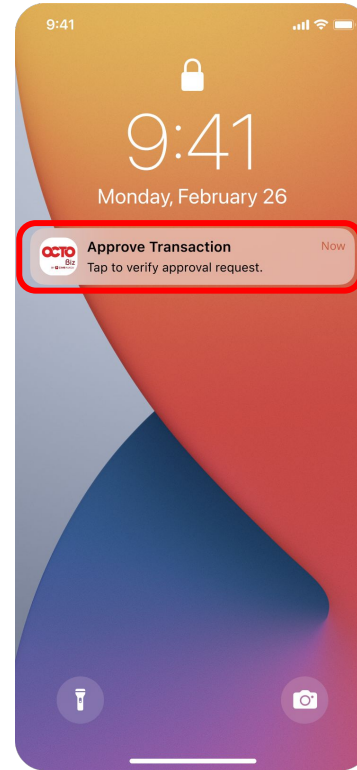 9:41
9:41
Monday, February 26
OCTO
Biz
Approve Transaction
Now
Tap to verify approval request.